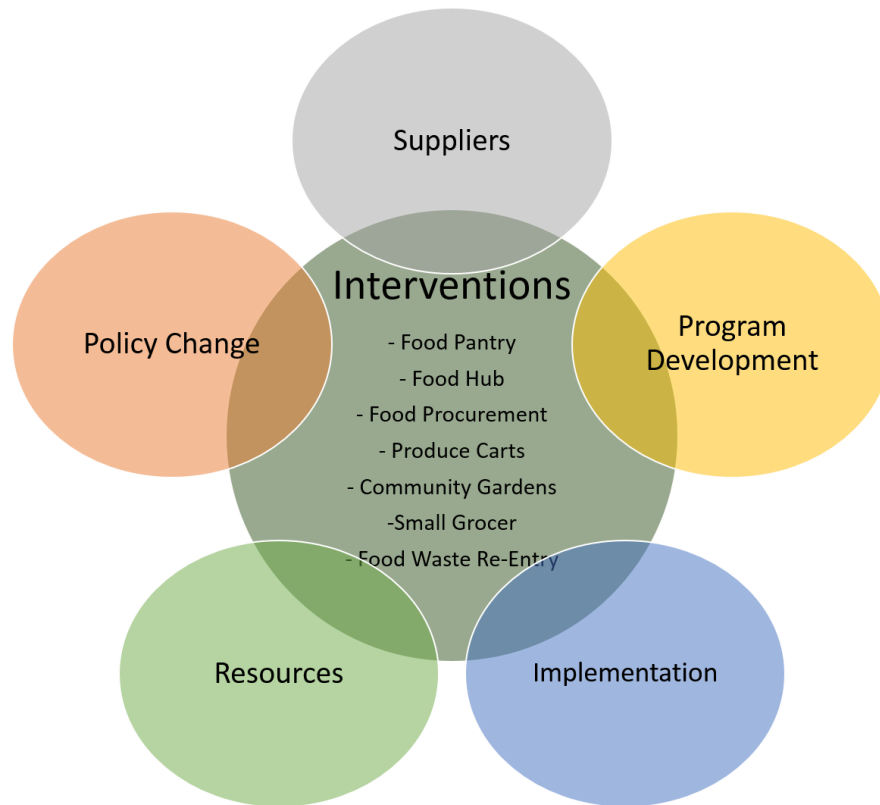 Suppliers
Interventions
Policy Change
Program
Development
- Food Pantry
- Food Hub
- Food Procurement
- Produce Carts
- Community Gardens
-Small Grocer
- Food Waste Re-Entry
Resources
Implementation